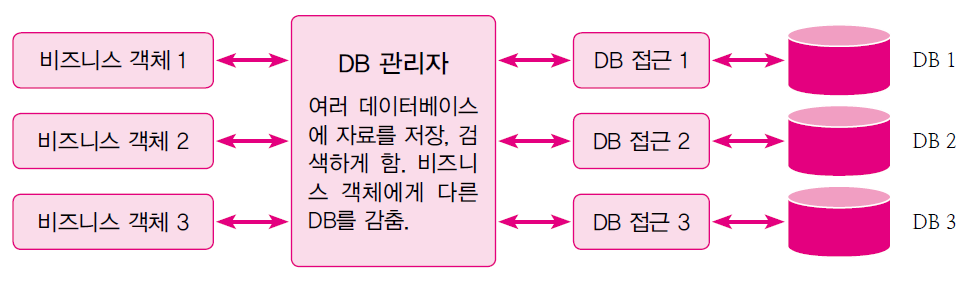 비즈니스 객체 1
비즈니스 객체 2
비즈니스 객체 3
DB 관리자
여러 데이터베이스
에 자료를 저장, 검
색하게 함. 비즈니
스 객체에게 다른
DB를 감춤.
DB 접근 1
DB 접근 2
DB 접근 3
DB 1
DB 2
DB 3